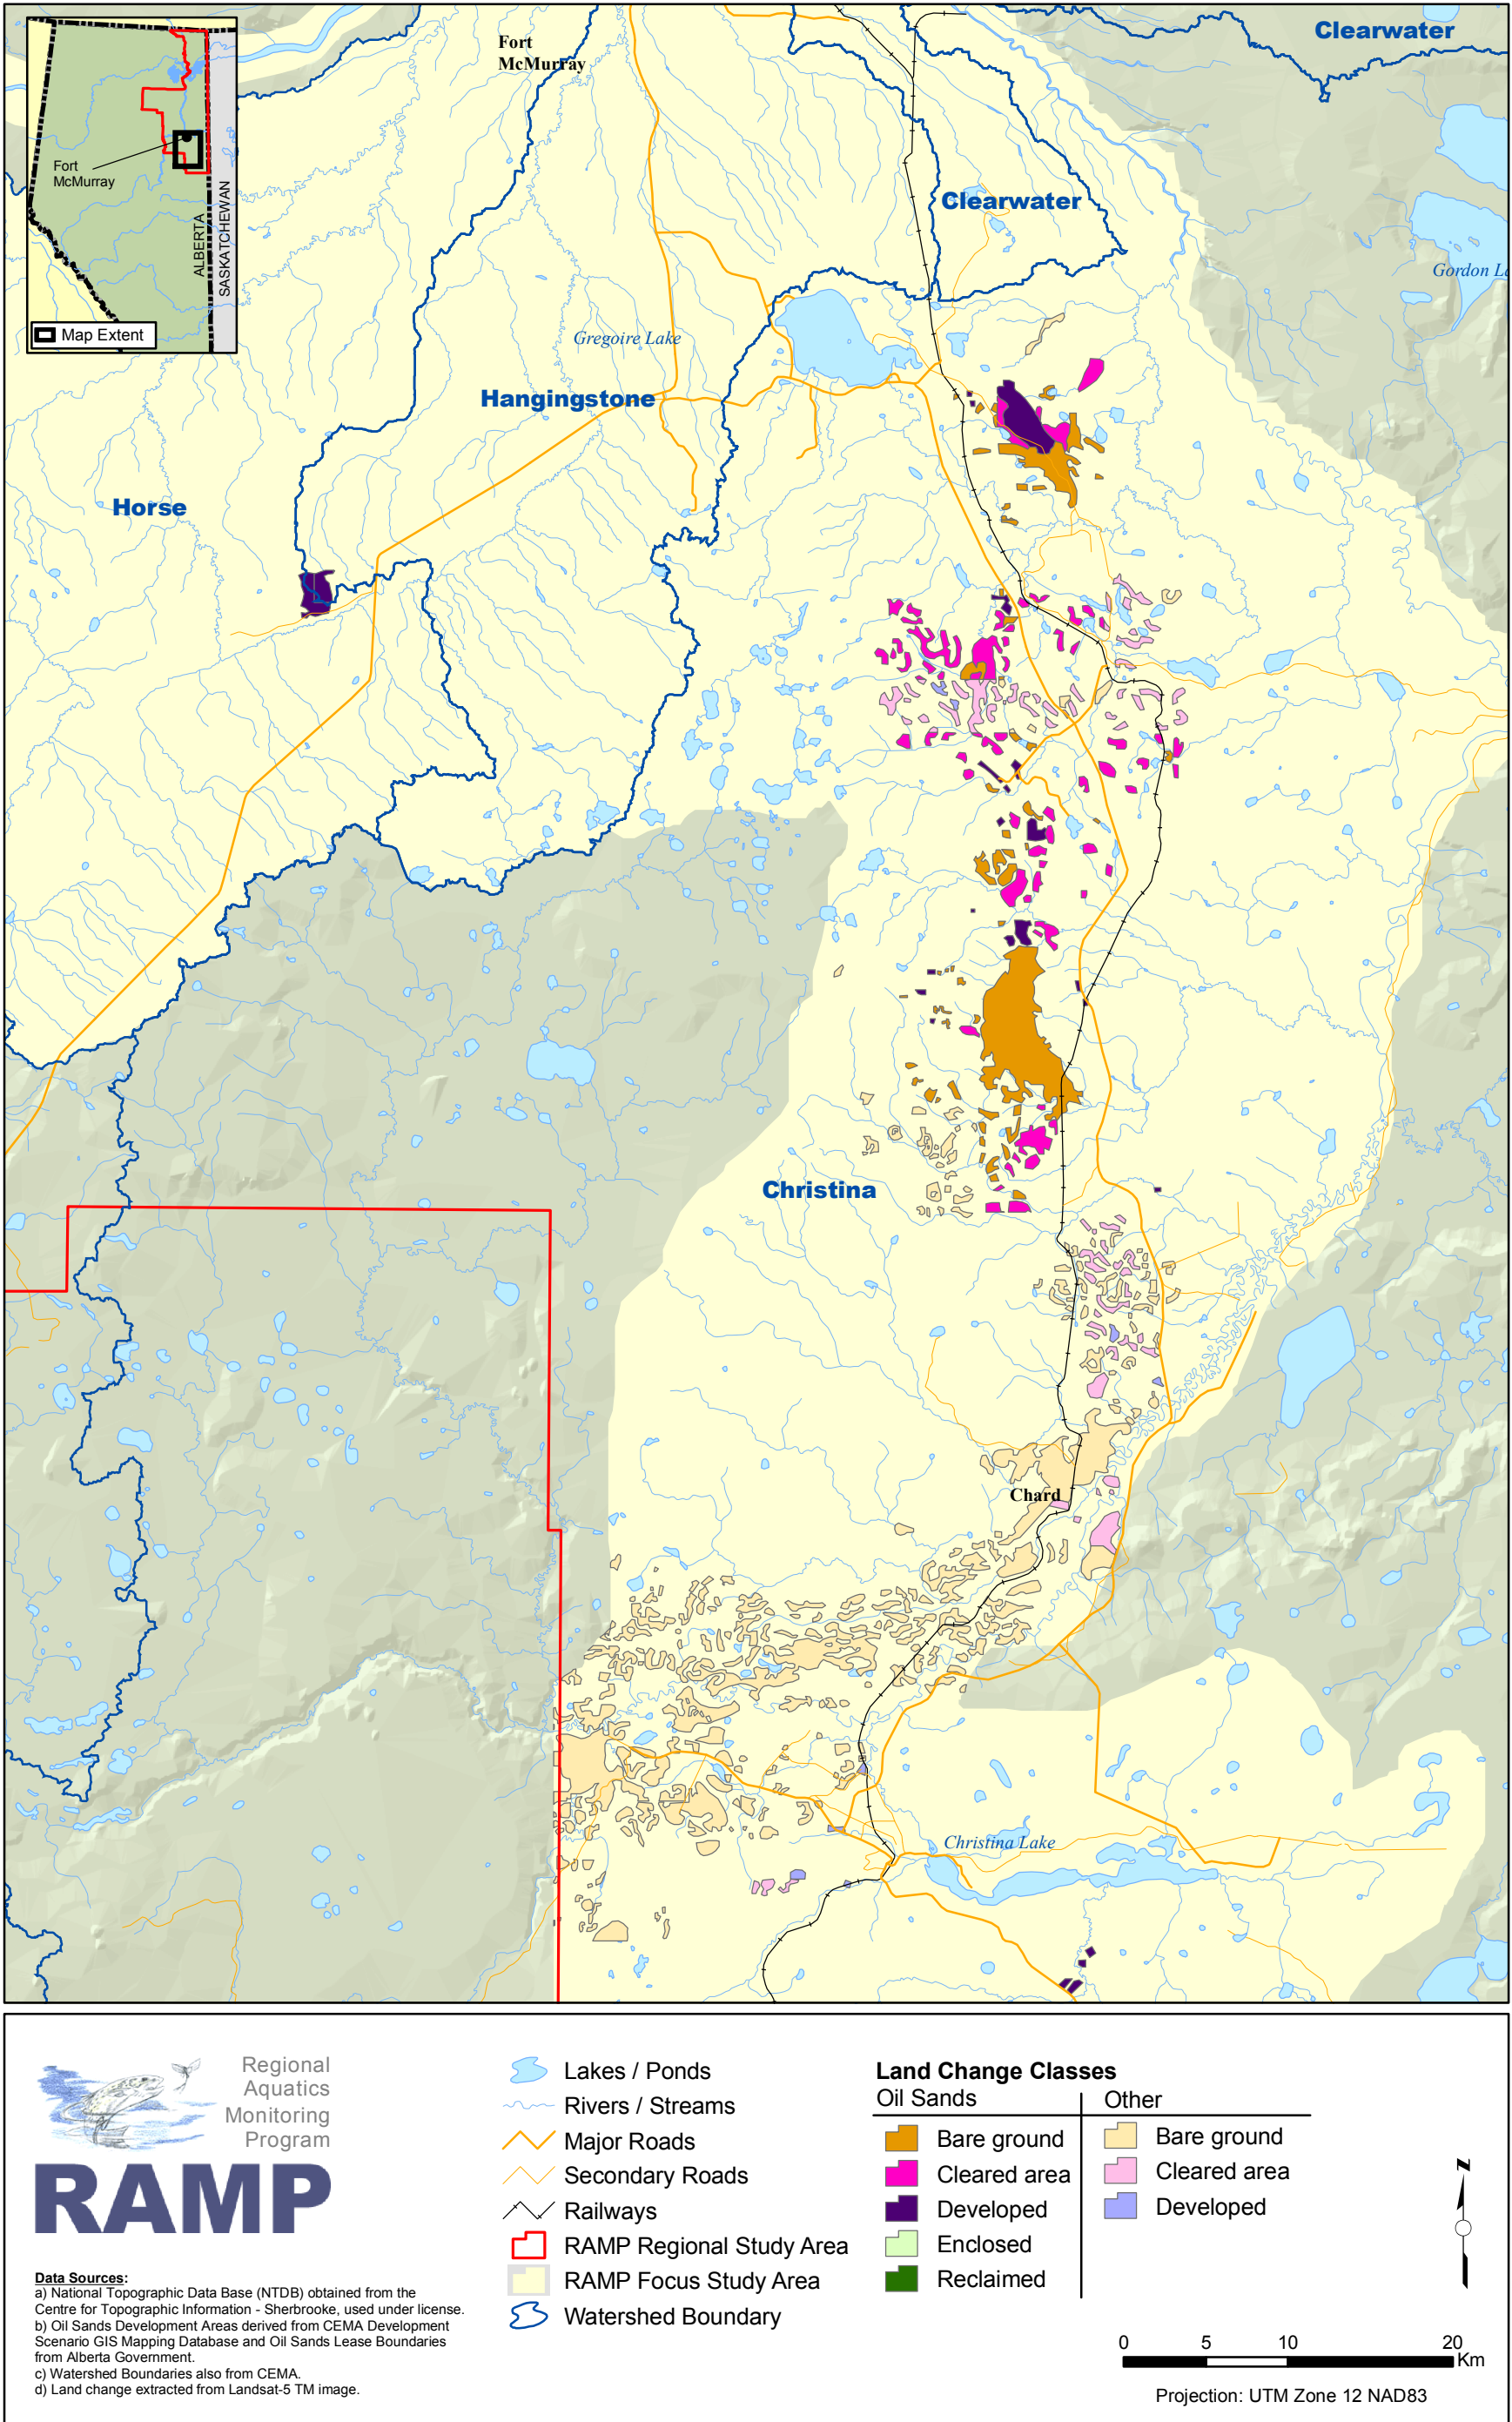 Fort
McMurray
Clearwater
Fort
McMurray
ALBERTA
SASKATCHEWAN
Map Extent
Clearwater
Gordon L
Gregoire Lake
Hangingstone
Horse
Christina
Chard
Christina Lake
Regional
Aquatics
Monitoring
Program
RAMP
Data Sources:
a) National Topographic Data Base (NTDB) obtained from the
Centre for Topographic Information - Sherbrooke, used under license.
b) Oil Sands Development Areas derived from CEMA Development
Scenario GIS Mapping Database and Oil Sands Lease Boundaries
from Alberta Government.
c) Watershed Boundaries also from CEMA.
d) Land change extracted from Landsat-5 TM image.
Lakes / Ponds
Rivers / Streams
Major Roads
Secondary Roads
Railways
RAMP Regional Study Area
RAMP Focus Study Area
Watershed Boundary
Land Change Classes
Oil Sands
Bare ground
Cleared area
Developed
Enclosed
Reclaimed
Other
Bare ground
Cleared area
Developed
N
0 5 10 20
Km
Projection: UTM Zone 12 NAD83